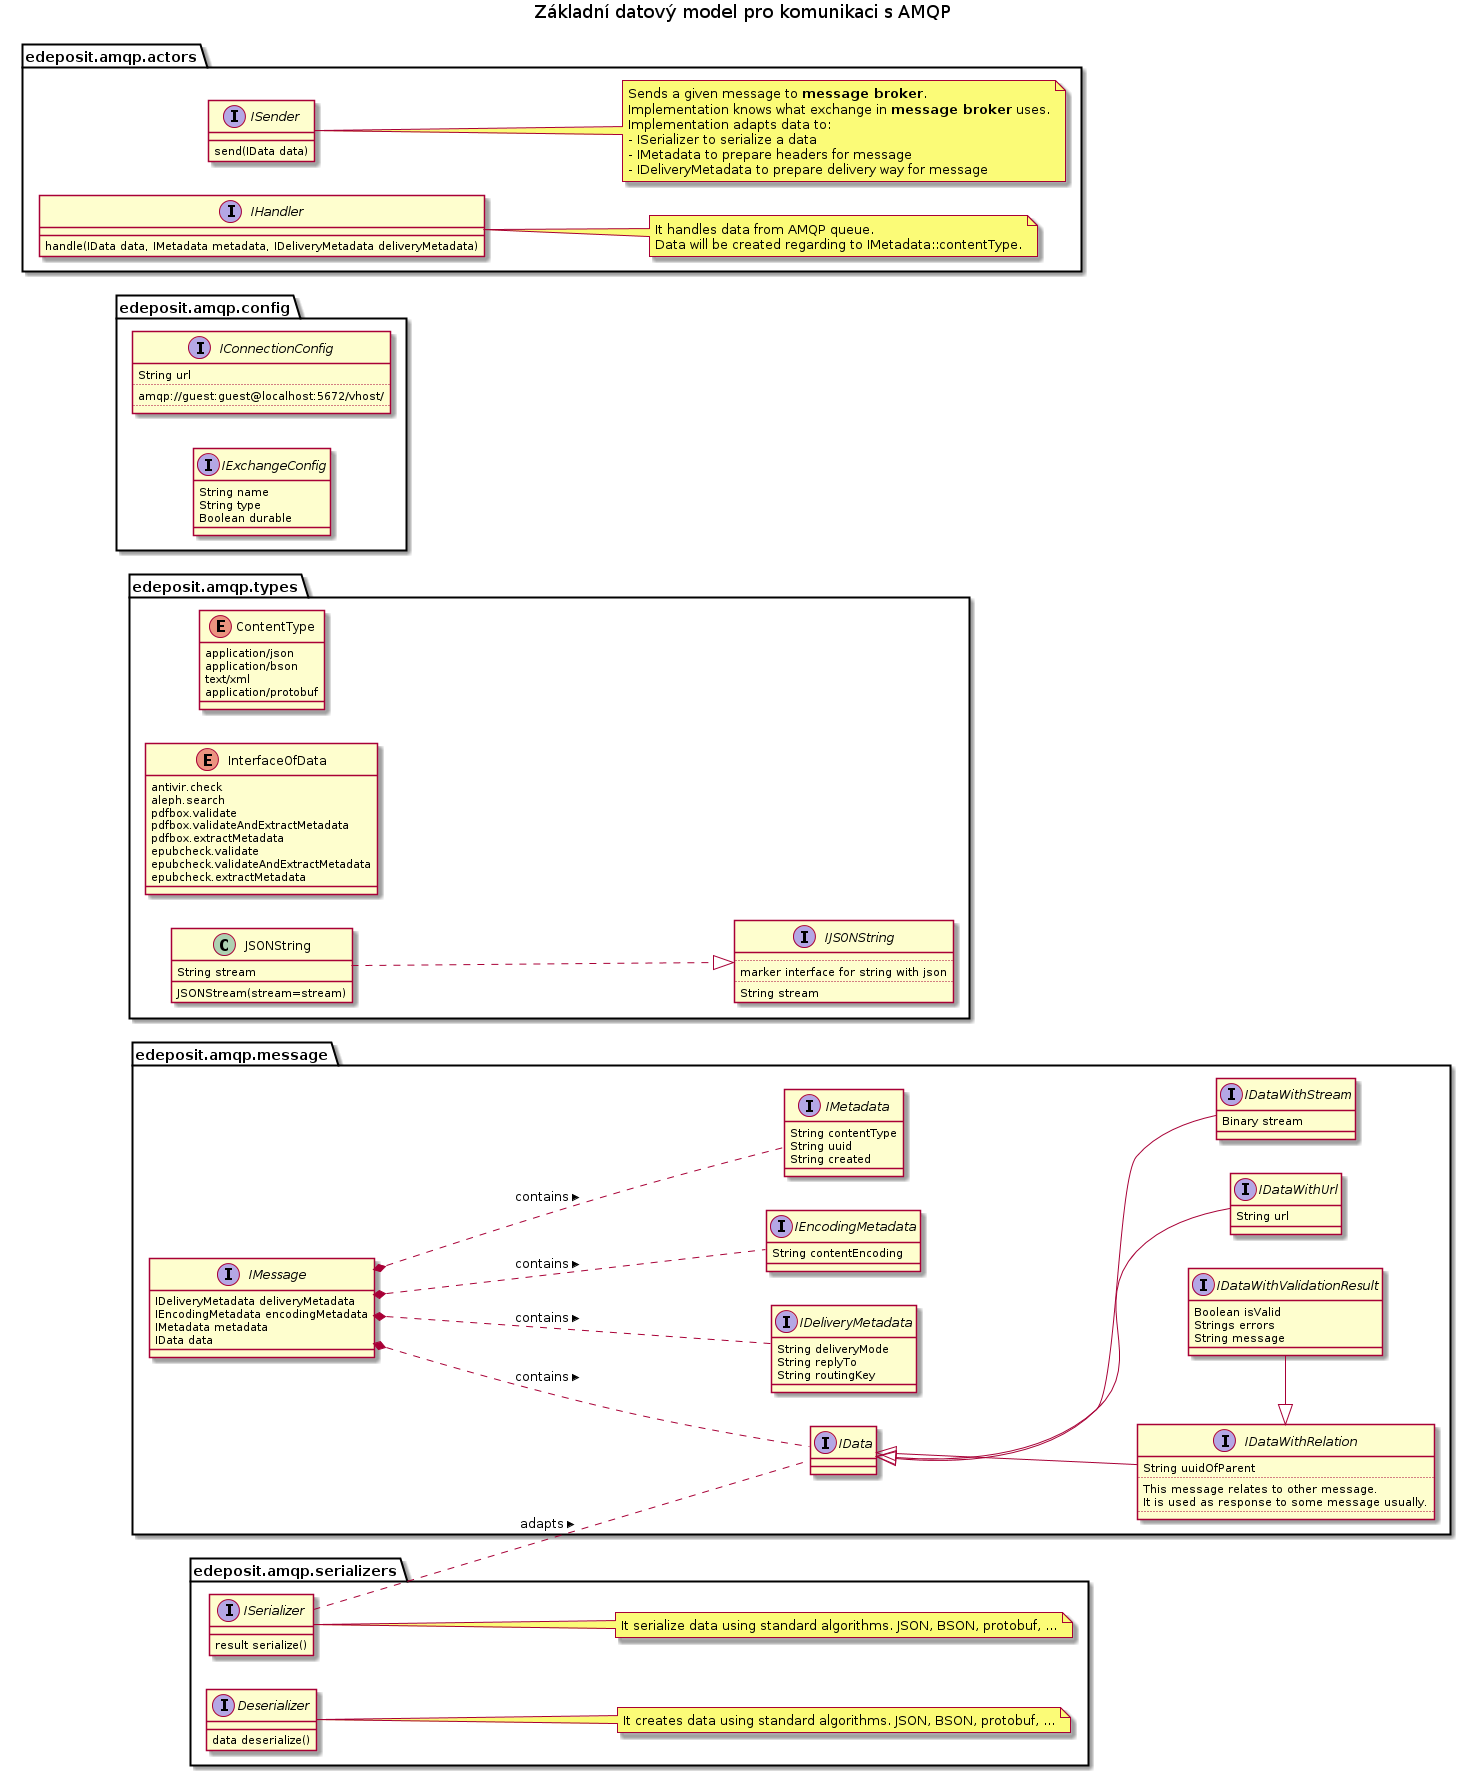 Základní datový model pro komunikaci s AMQP
edeposit.amqp.actors
I ISender
send(IData data)
Sends a given message to message broker.
Implementation knows what exchange in message broker uses.
Implementation adapts data to:
- ISerializer to serialize a data
- IMetadata to prepare headers for message
- IDeliveryMetadata to prepare delivery way for message
I IHandler
handle(IData data, IMetadata metadata, IDeliveryMetadata deliveryMetadata)
It handles data from AMQP queue.
Data will be created regarding to IMetadata::contentType.
edeposit.amqp.config
I IConnectionConfig
String url
amqp://guest:guest@localhost:5672/vhost/
I IExchangeConfig
String name
String type
Boolean durable
edeposit.amqp.types
E ContentType
application/json
application/bson
text/xml
application/protobuf
E InterfaceOfData
antivir.check
aleph.search
pdfbox.validate
pdfbox.validateAndExtractMetadata
pdfbox.extractMetadata
epubcheck.validate
epubcheck.validateAndExtractMetadata
epubcheck.extractMetadata
C JSONString
String stream
JSONStream(stream=stream)
I IJSONString
marker interface for string with json
String stream
edeposit.amqp.message
I IMessage
IDeliveryMetadata deliveryMetadata
IEncodingMetadata encodingMetadata
IMetadata metadata
IData data
contains
contains
contains
contains
adapts
I IMetadata
String contentType
String uuid
String created
I IEncodingMetadata
String contentEncoding
I IDeliveryMetadata
String deliveryMode
String replyTo
String routingKey
I IData
I IDataWithStream
Binary stream
I IDataWithUrl
String url
I IDataWithValidationResult
Boolean isValid
Strings errors
String message
I IDataWithRelation
String uuidOfParent
This message relates to other message.
It is used as response to some message usually.
edeposit.amqp.serializers
I ISerializer
result serialize()
It serialize data using standard algorithms. JSON, BSON, protobuf, ...
I Deserializer
data deserialize()
It creates data using standard algorithms. JSON, BSON, protobuf, ...